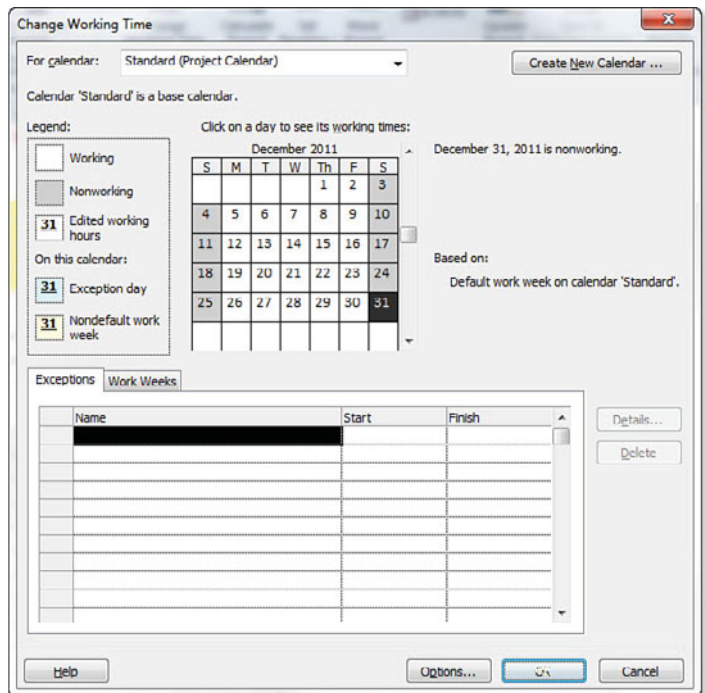 Change Working Time
For calendar: Standard (Project Calendar)
Create New Calendar ...
Calendar 'Standard' is a base calendar.
Legend:
Working
Nonworking
31 Edited working
hours
On this calendar:
31 Exception day
31 Nondefault work
week
Click on a day to see its working times:
December 2011
S M T W Th F S
1 2 3
4 5 6 7 8 9 10
11 12 13 14 15 16 17
18 19 20 21 22 23 24
25 26 27 28 29 30 31
December 31, 2011 is nonworking.
Based on:
Default work week on calendar 'Standard'.
Exceptions Work Weeks
Name Start Finish
Details...
Delete
Help
Options...
OK
Cancel